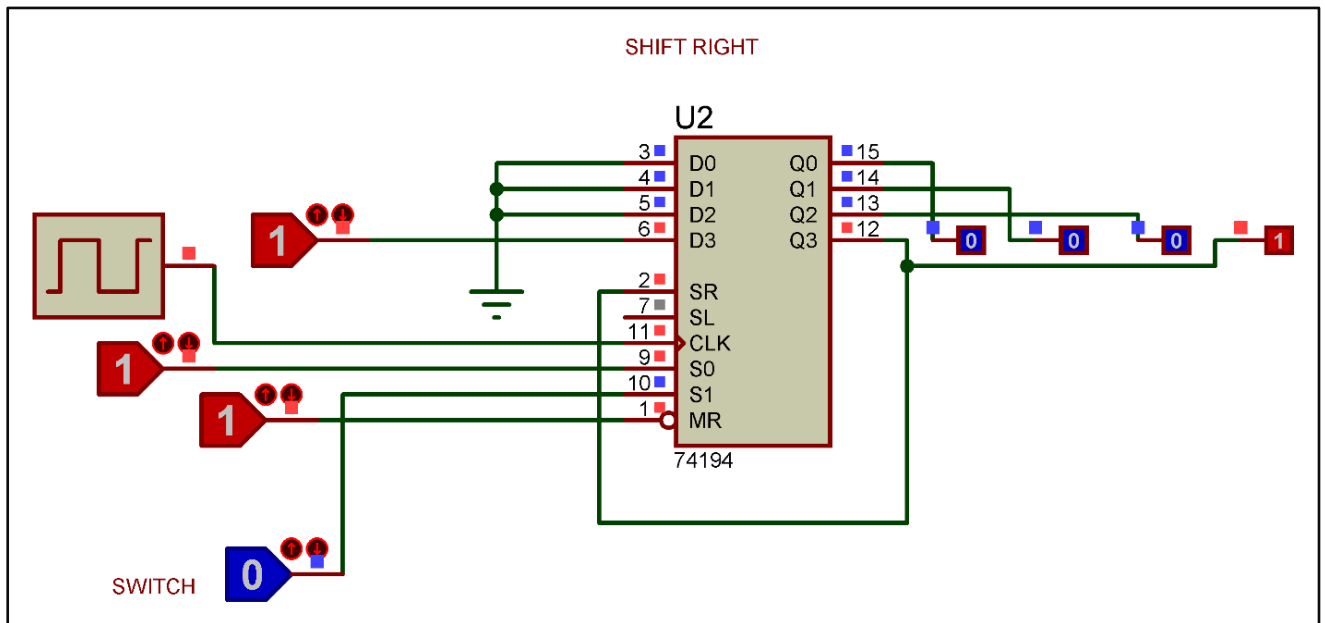 SHIFT RIGHT
U2
3 D0 Q0 15
4 D1 Q1 14
5 D2 Q2 13
1 6 D3 Q3 12 0 0 0 1
2 SR
7 SL
11 CLK
1 9 S0
10 S1
1 1 MR
74194
0
SWITCH